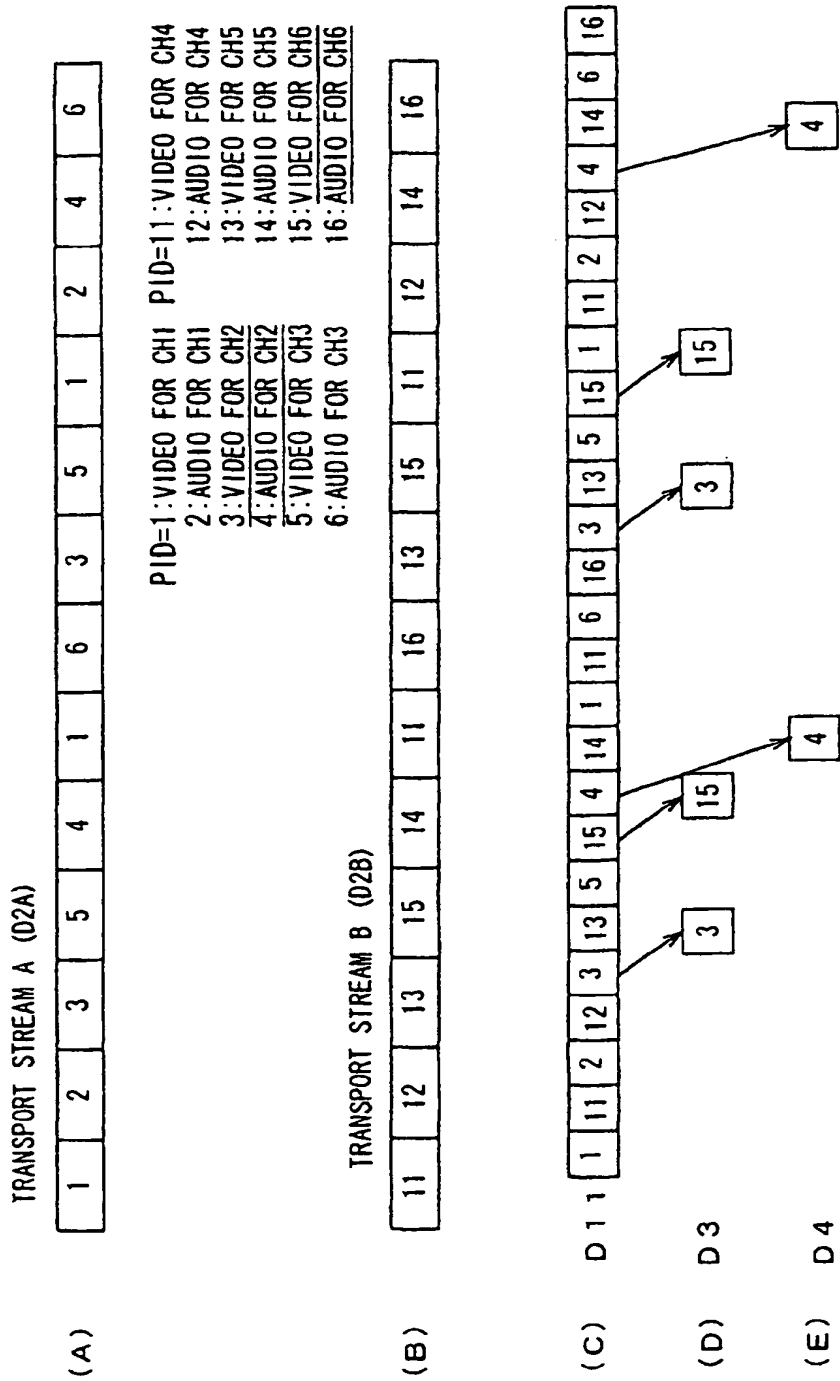 TRANSPORT STREAM A (D2A)
(A) 1 2 3 5 4 1 6 3 5 1 2 4 6
PID=1:VIDEO FOR CH1 PID=11:VIDEO FOR CH4
2:AUDIO FOR CH1 12:AUDIO FOR CH4
3:VIDEO FOR CH2 13:VIDEO FOR CH5
4:AUDIO FOR CH2 14:AUDIO FOR CH5
5:VIDEO FOR CH3 15:VIDEO FOR CH6
6:AUDIO FOR CH3 16:AUDIO FOR CH6
TRANSPORT STREAM B (D2B)
(B) 11 12 13 15 14 11 16 13 15 11 12 14 16
(C) D11 1 11 2 12 3 13 5 15 4 14 1 11 6 16 3 13 5 15 1 11 2 12 4 14 6 16
(D) D3 3 15 3 15
(E) D4 4 4